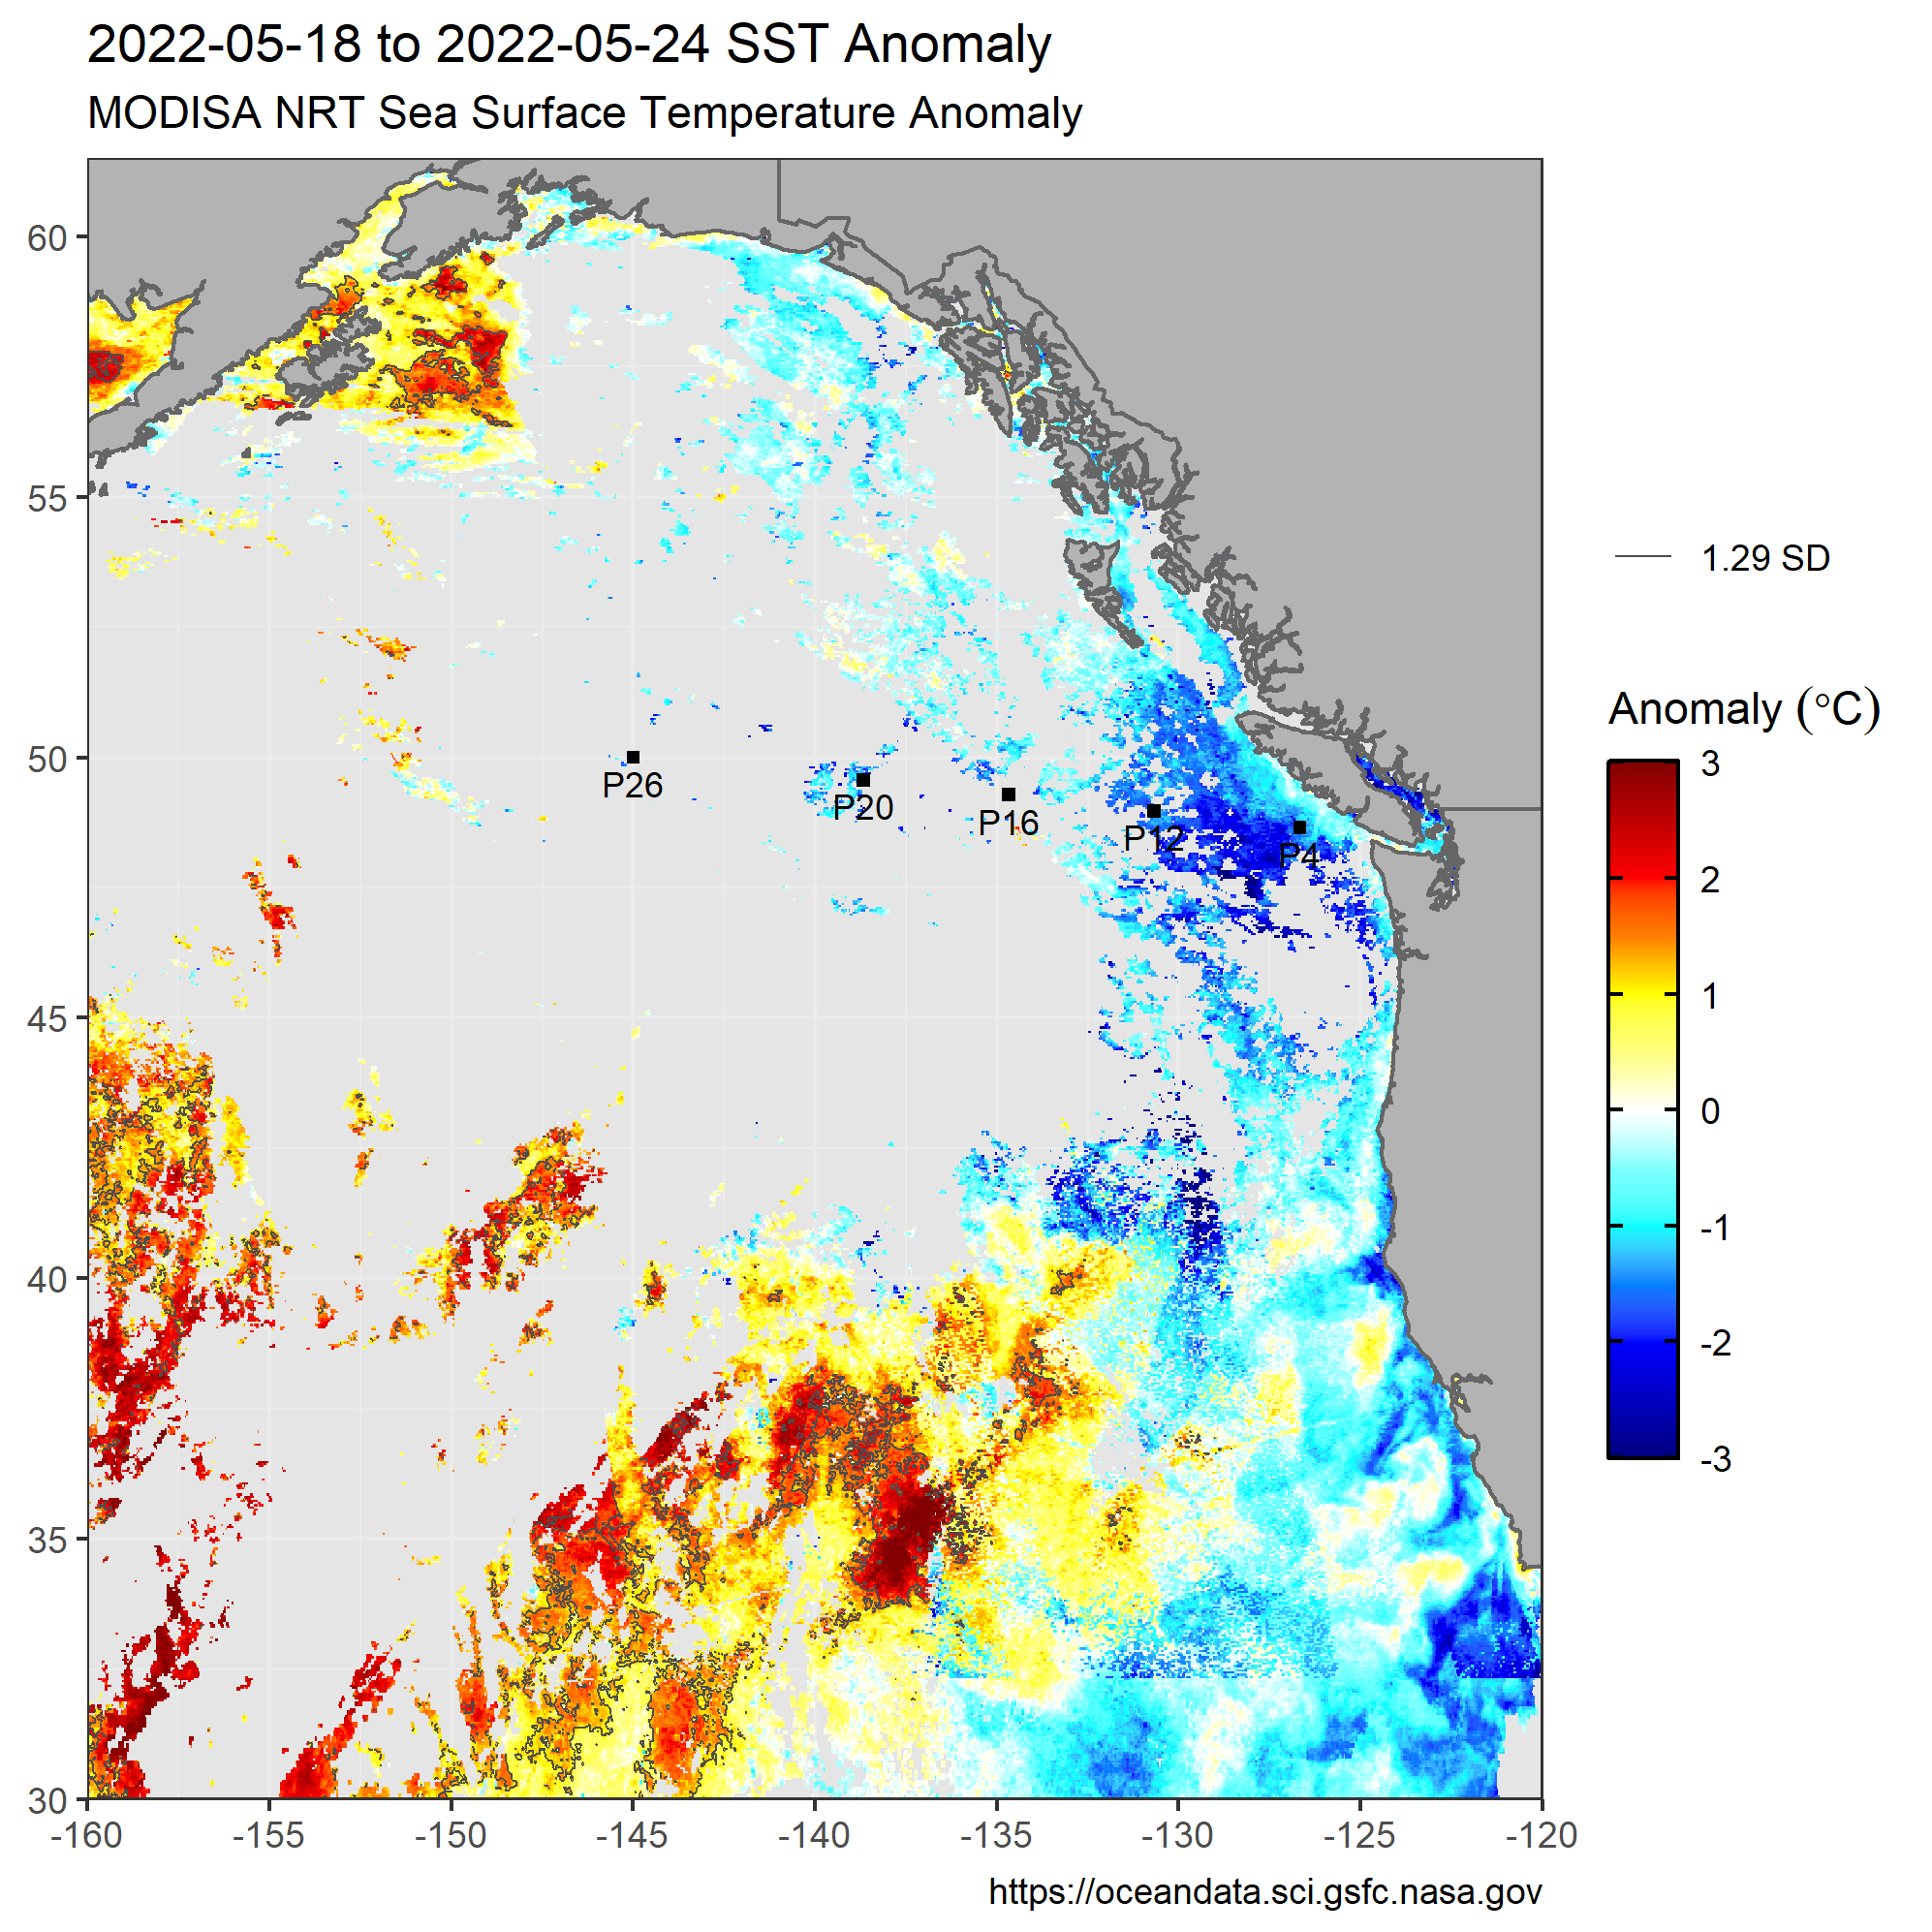 2022-05-18 to 2022-05-24 SST Anomaly
MODISA NRT Sea Surface Temperature Anomaly
60
55
50
45
40
35
30
-160
-155
-150
-145
-140
-135
-130
-125
-120
P26
P20
P16
P12
P4
1.29 SD
Anomaly (°C)
3
2
1
0
-1
-2
-3
https://oceandata.sci.gsfc.nasa.gov